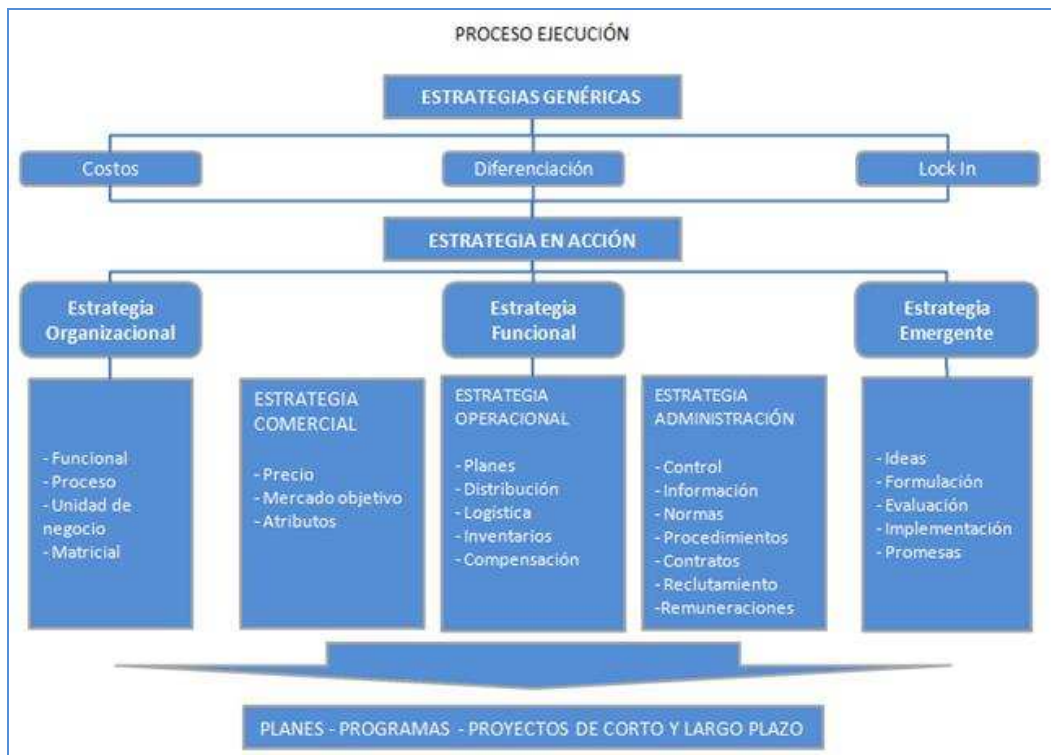 PROCESO EJECUCIÓN
ESTRATEGIAS GENÉRICAS
Costos
Diferenciación
Lock In
ESTRATEGIA EN ACCIÓN
Estrategia
Organizacional
Estrategia
Funcional
Estrategia
Emergente
- Funcional
- Proceso
- Unidad de
negocio
- Matricial
ESTRATEGIA
COMERCIAL
- Precio
- Mercado objetivo
- Atributos
ESTRATEGIA
OPERACIONAL
- Planes
- Distribución
- Logística
- Inventarios
- Compensación
ESTRATEGIA
ADMINISTRACIÓN
- Control
- Información
- Normas
- Procedimientos
- Contratos
- Reclutamiento
-Remuneraciones
- Ideas
- Formulación
- Evaluación
- Implementación
- Promesas
PLANES - PROGRAMAS - PROYECTOS DE CORTO Y LARGO PLAZO